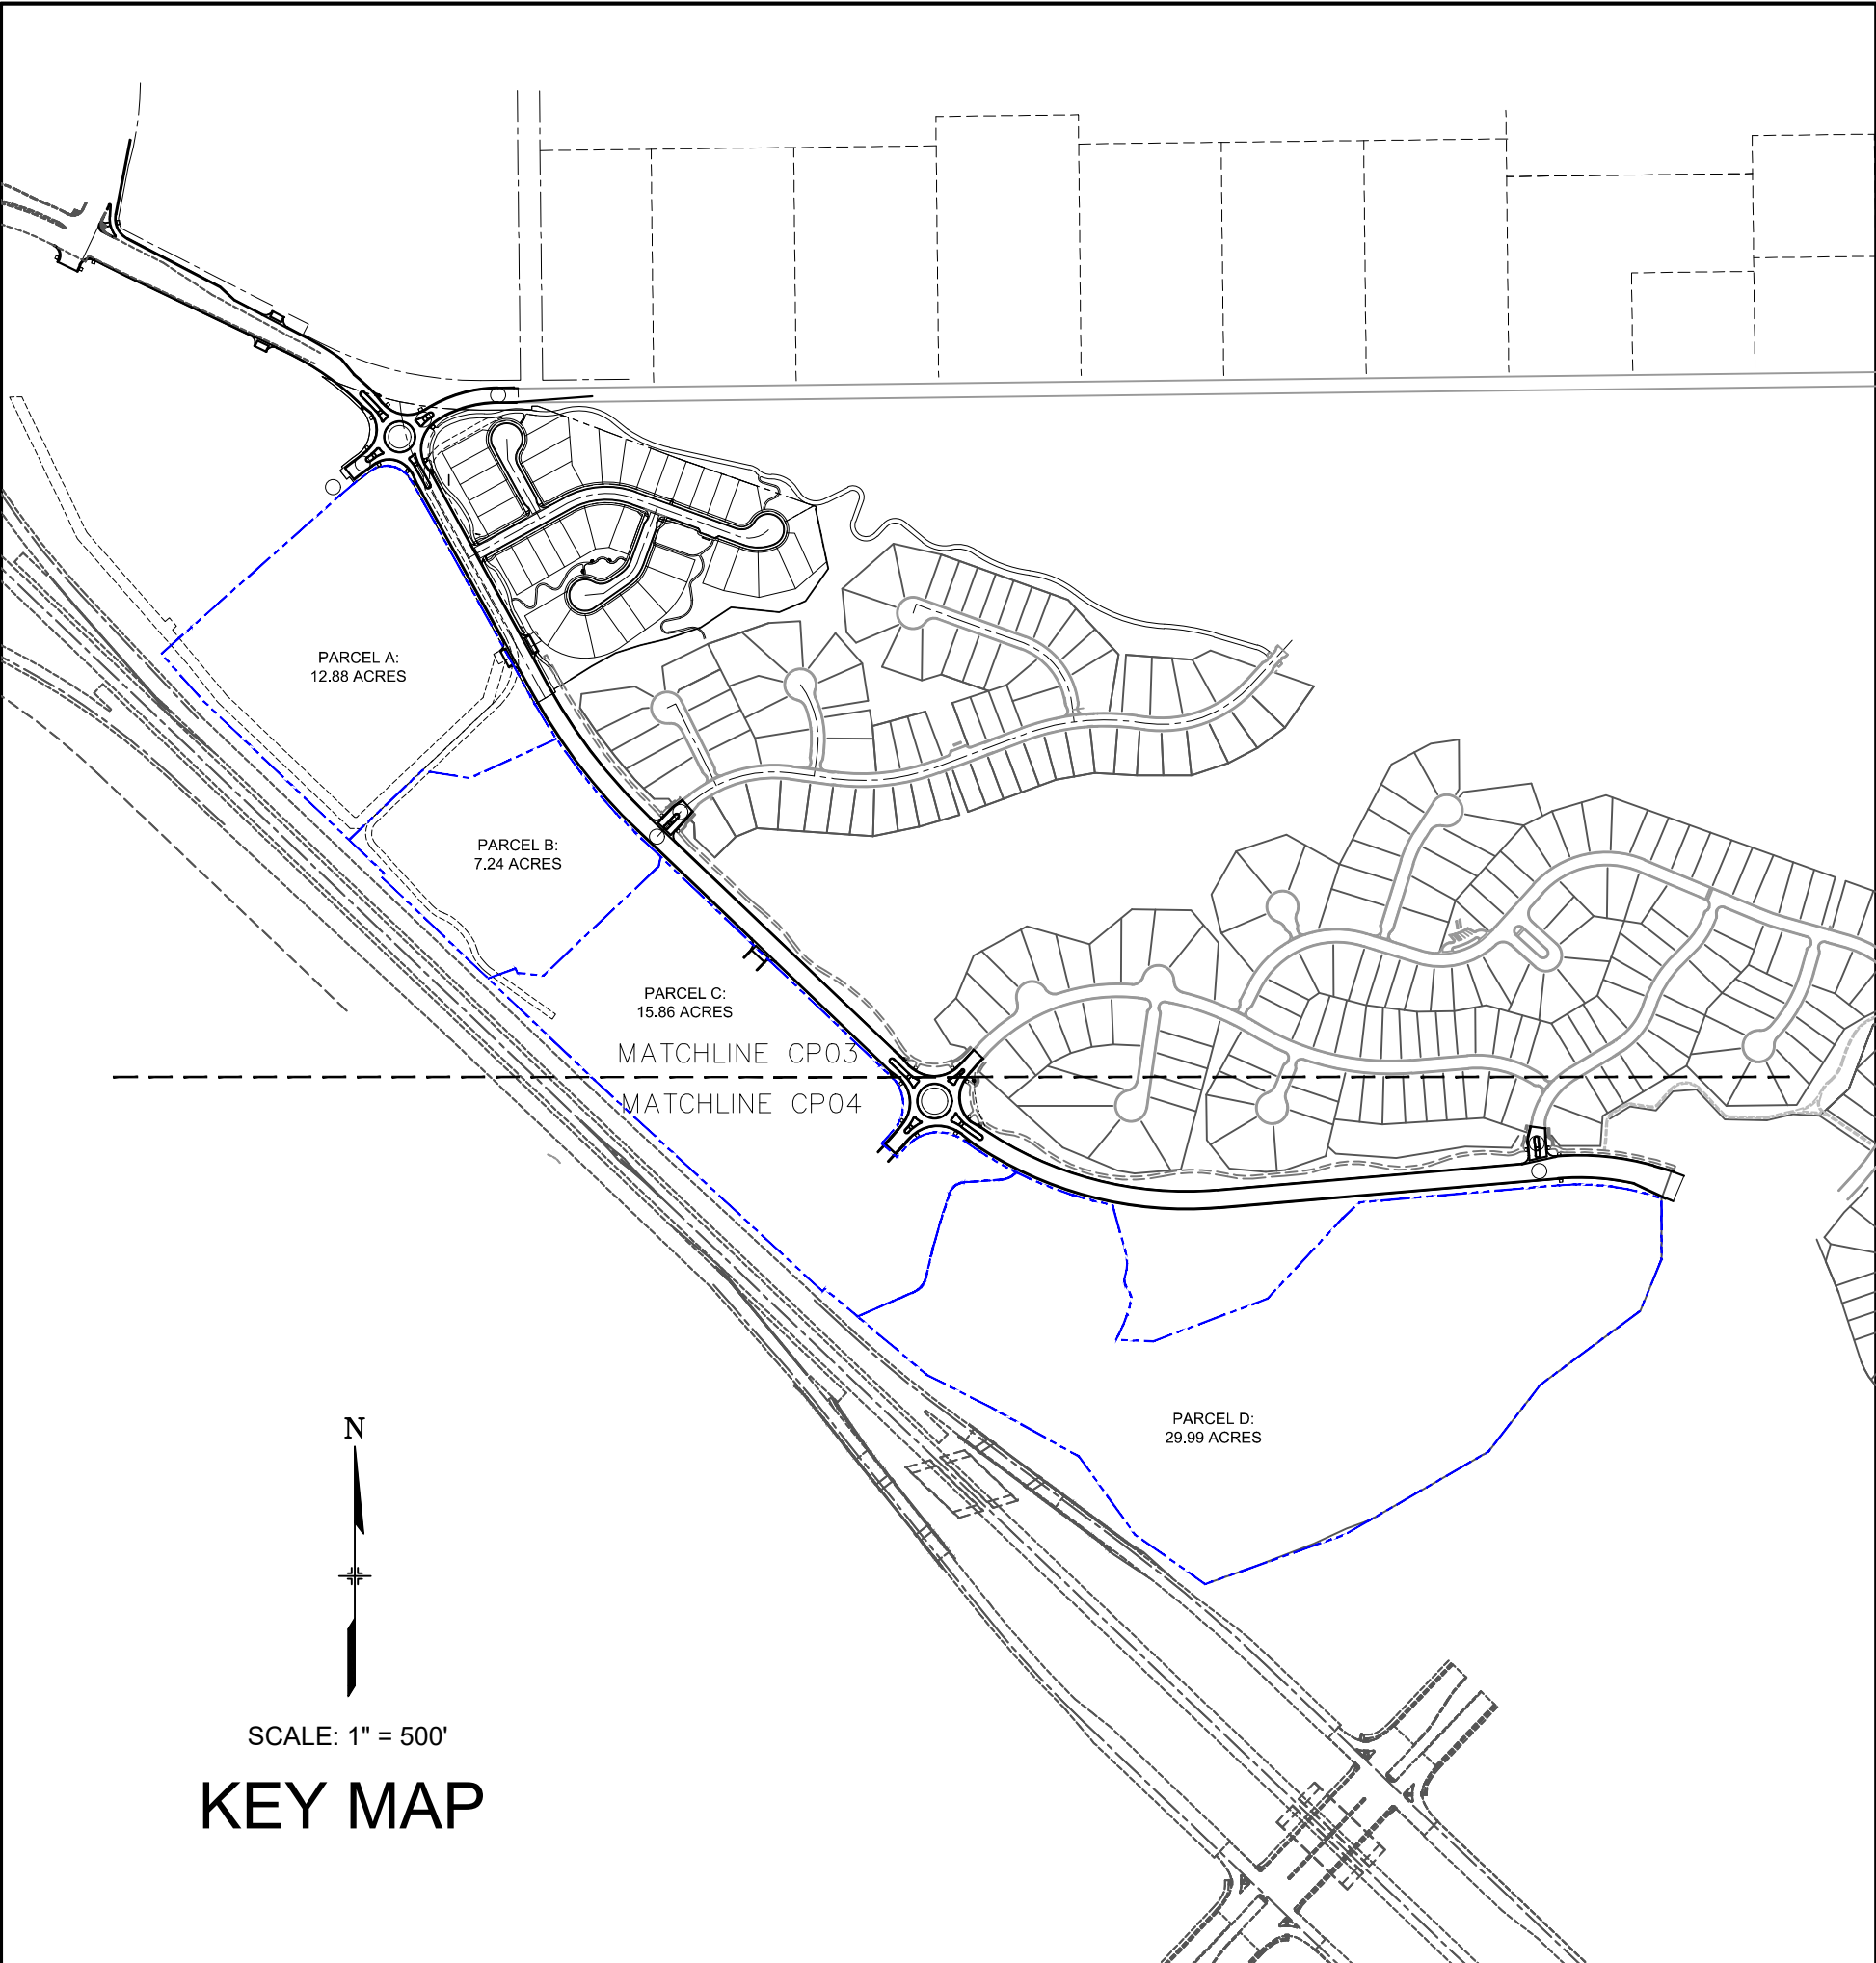 PARCEL A:
12.88 ACRES
PARCEL B:
7.24 ACRES
PARCEL C:
15.86 ACRES
MATCHLINE CP03
MATCHLINE CP04
PARCEL D:
29.99 ACRES
N
SCALE: 1" = 500'
KEY MAP